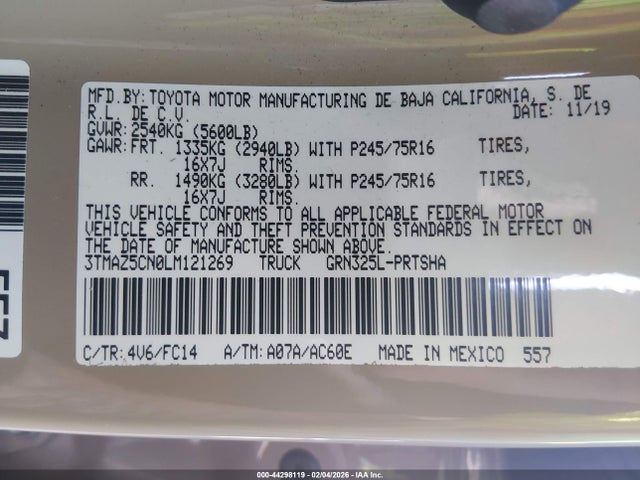 MFD.BY:TOYOTA MOTOR MANUFACTURING DE BAJA CALIFORNIA, S. DE
R.L. DE C.V. DATE: 11/19
GVWR: 2540KG (5600LB)
GAWR:FRT. 1335KG (2940LB) WITH P245/75R16 TIRES,
16X7J RIMS.
RR. 1490KG (3280LB) WITH P245/75R16 TIRES,
16X7J RIMS.
THIS VEHICLE CONFORMS TO ALL APPLICABLE FEDERAL MOTOR
VEHICLE SAFETY AND THEFT PREVENTION STANDARDS IN EFFECT ON
THE DATE OF MANUFACTURE SHOWN ABOVE.
3TMAZ5CN0LM121269 TRUCK GRN325L-PRTSHA
C/TR:4V6/FC14 A/TM:A07A/AC60E MADE IN MEXICO 557
000-44298119 - 02/04/2026 - IAA Inc.